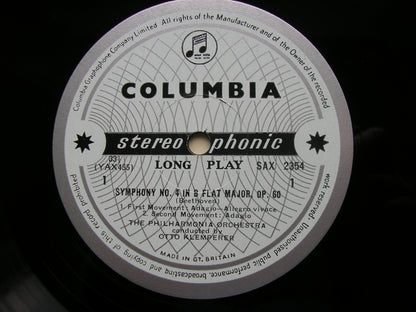 Columbia Graphophone Company Limited. All rights of the Manufacturer and of the Owner of the recorded work reserved. Unauthorised public performance, broadcasting and copying of this record prohibited
COLUMBIA
stereo phonic
33⅓
(YAX455)
LONG PLAY
SAX 2354
1
1
SYMPHONY NO. 4 IN B FLAT MAJOR, OP. 60
(Beethoven)
1. First Movement: Adagio—Allegro vivace
2. Second Movement: Adagio
THE PHILHARMONIA ORCHESTRA
conducted by
OTTO KLEMPERER
MADE IN GT. BRITAIN